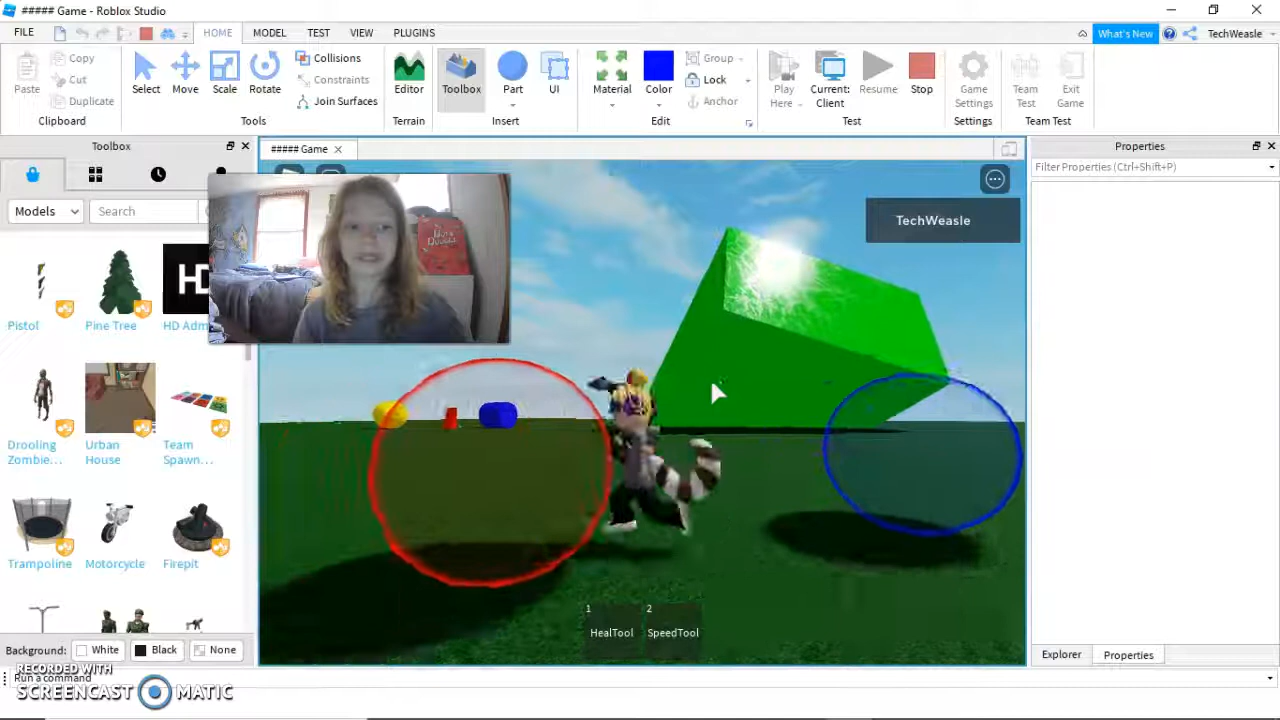 ##### Game - Roblox Studio
FILE HOME MODEL TEST VIEW PLUGINS What's New TechWeasle
Paste Copy Cut Duplicate
Clipboard
Select Move Scale Rotate Collisions Constraints Join Surfaces
Tools
Editor
Terrain
Toolbox Part UI
Insert
Material Color Group Lock Anchor
Edit
Play Here Current: Client Resume Stop
Test
Game Settings
Settings
Team Test Exit Game
Team Test
Toolbox
Models Search
Pistol Pine Tree HD Adm
HD
Drooling Zombie... Urban House Team Spawn...
Trampoline Motorcycle Firepit
Background: White Black None
##### Game
TechWeasle
1 2
HealTool SpeedTool
Properties
Filter Properties (Ctrl+Shift+P)
Explorer Properties
Run a command
RECORDED WITH
SCREENCAST MATIC